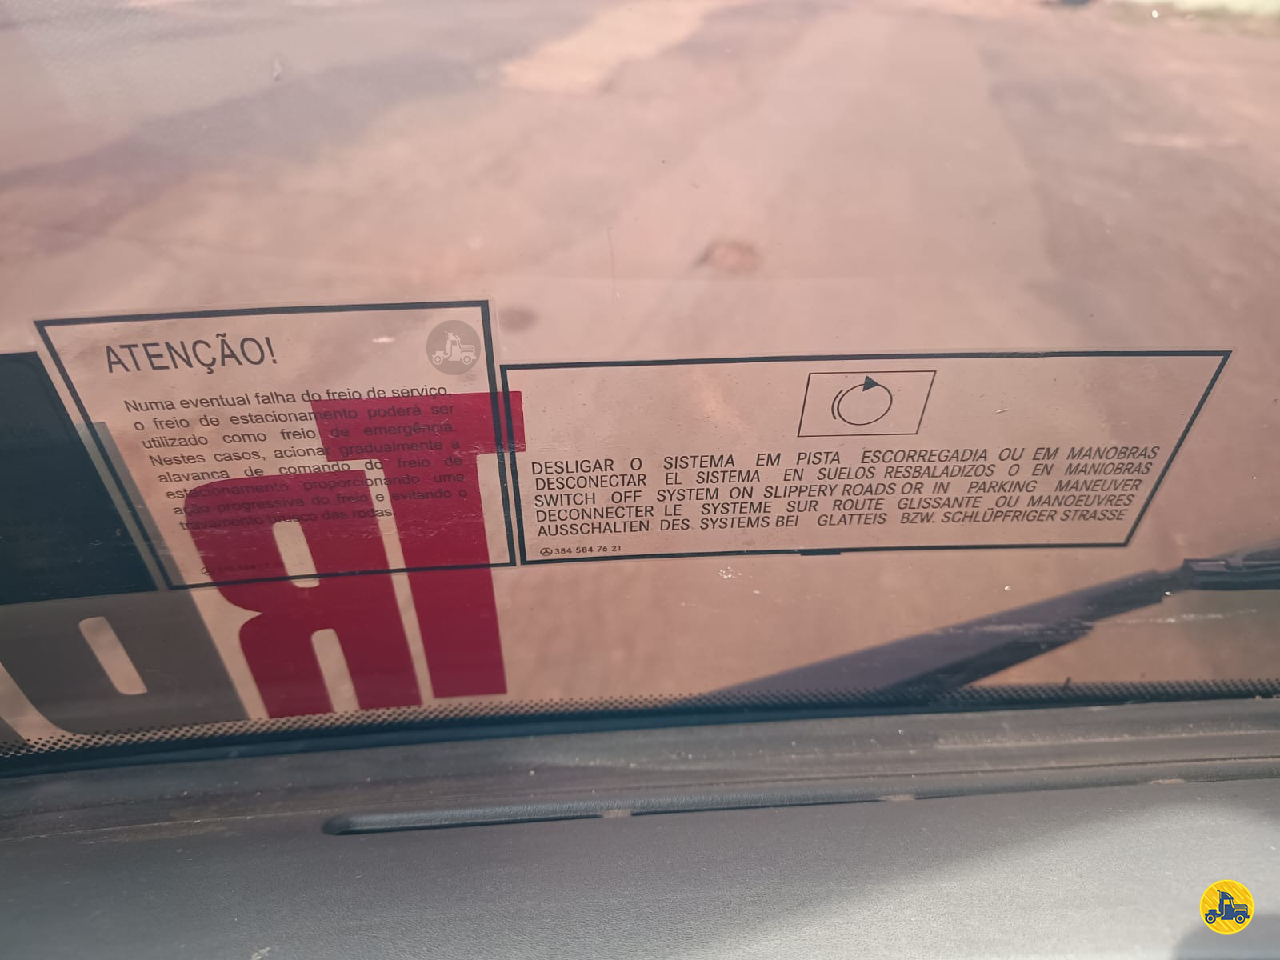 ATENÇÃO!
Numa eventual falha do freio de serviço,
o freio de estacionamento poderá ser
utilizado como freio de emergência.
Nestes casos, acionar gradualmente a
alavanca de comando do freio de
estacionamento proporcionando uma
ação progressiva do freio e evitando o
travamento brusco das rodas.
DESLIGAR O SISTEMA EM PISTA ESCORREGADIA OU EM MANOBRAS
DESCONECTAR EL SISTEMA EN SUELOS RESBALADIZOS O EN MANIOBRAS
SWITCH OFF SYSTEM ON SLIPPERY ROADS OR IN PARKING MANEUVER
DECONNECTER LE SYSTEME SUR ROUTE GLISSANTE OU MANOEUVRES
AUSSCHALTEN DES SYSTEMS BEI GLATTEIS BZW. SCHLÜPFRIGER STRASSE
384 584 76 21